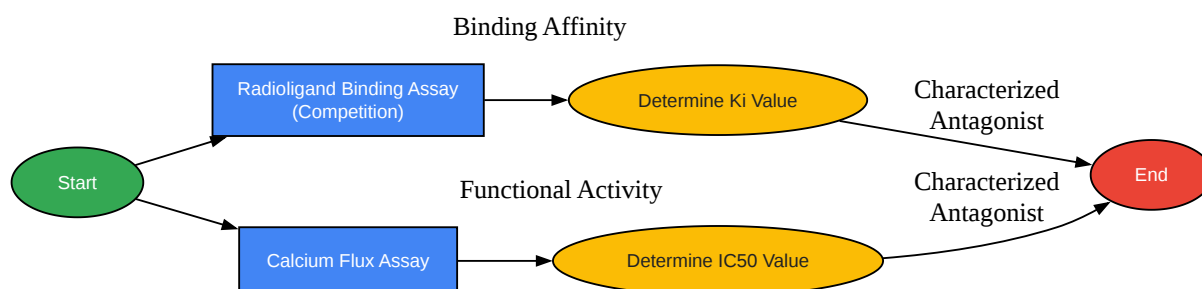 Binding Affinity
Radioligand Binding Assay
(Competition)
Determine Ki Value
Characterized
Antagonist
Start
Functional Activity
Characterized
Antagonist
End
Calcium Flux Assay
Determine IC50 Value